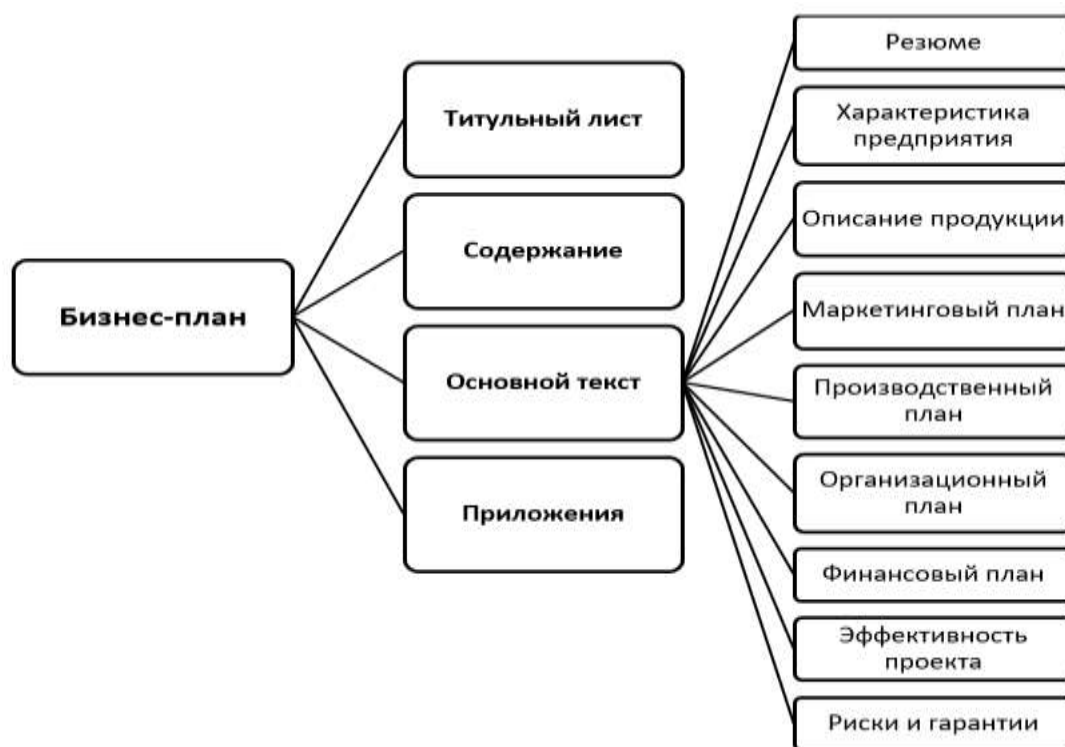 Бизнес-план
Титульный лист
Содержание
Основной текст
Приложения
Резюме
Характеристика
предприятия
Описание продукции
Маркетинговый план
Производственный
план
Организационный
план
Финансовый план
Эффективность
проекта
Риски и гарантии